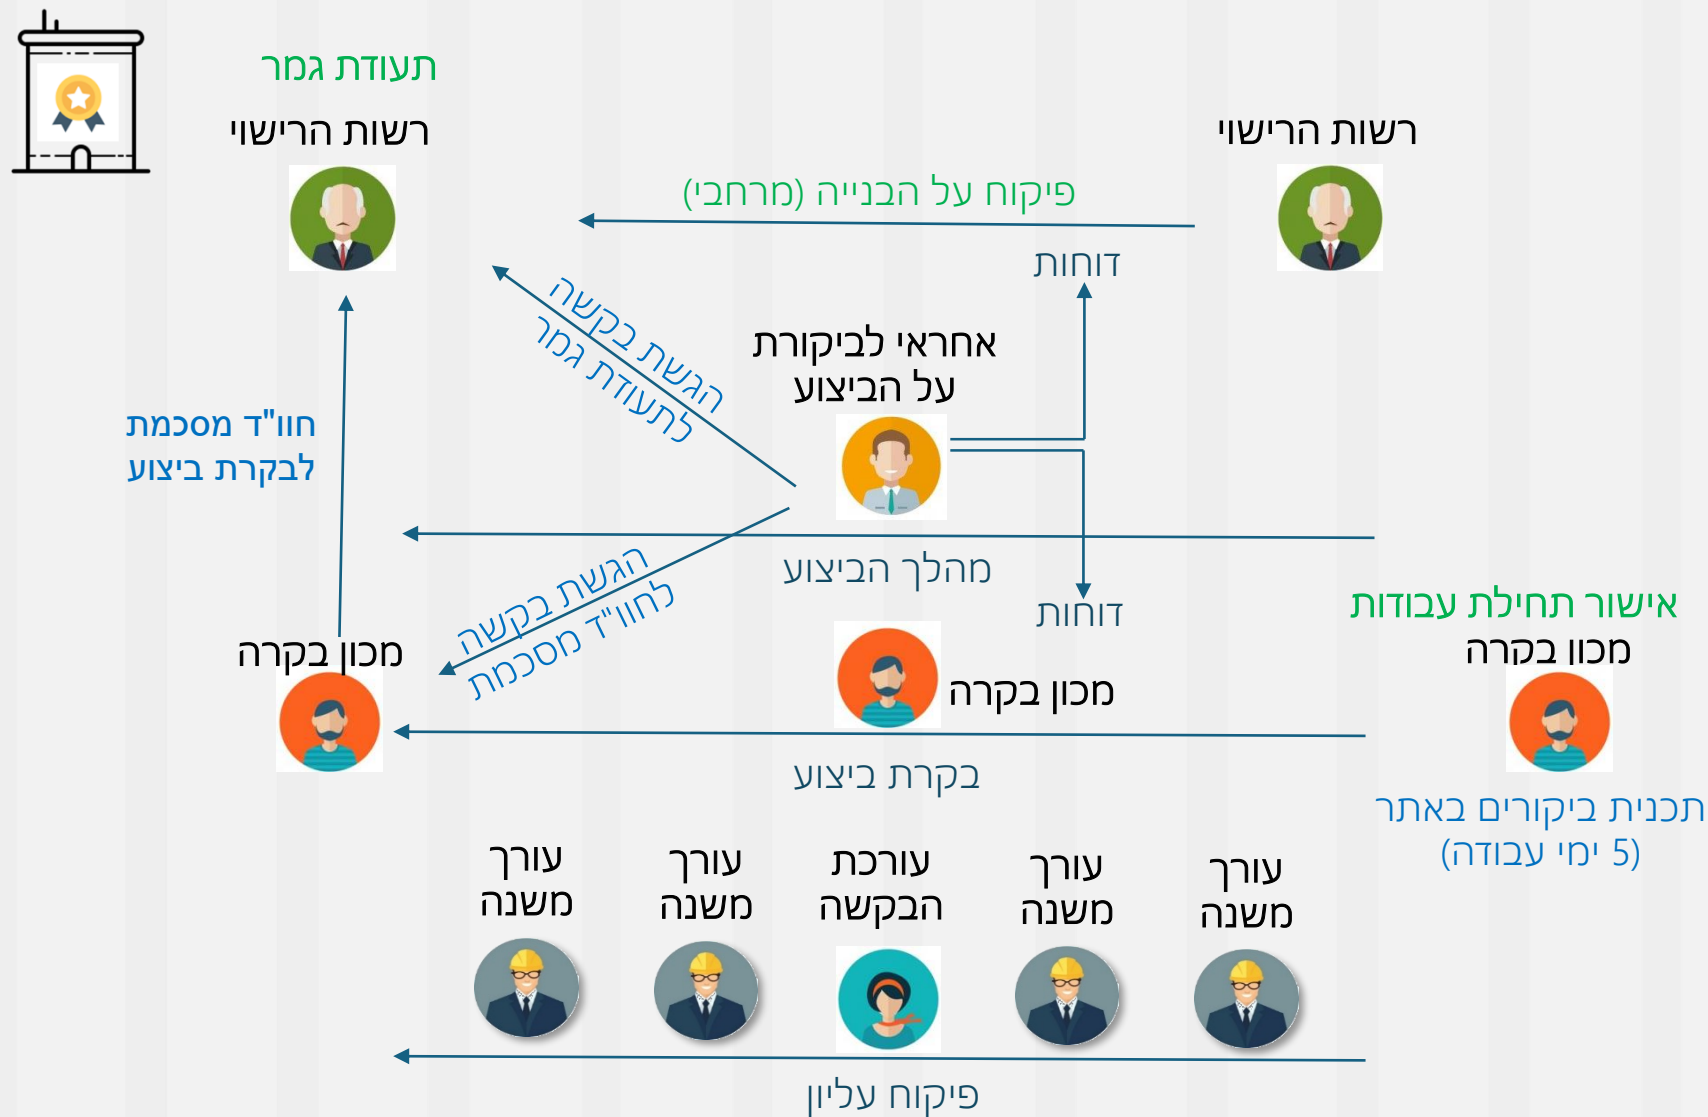 תעודת גמר
רשות הרישוי
רשות הרישוי
פיקוח על הבנייה (מרחבי)
דוחות
הגשת בקשה
לתעודת גמר
אחראי לביקורת
על הביצוע
חוו"ד מסכמת
לבקרת ביצוע
מהלך הביצוע
הגשת בקשה
לחוו"ד מסכמת
דוחות
אישור תחילת עבודות
מכון בקרה
מכון בקרה
מכון בקרה
בקרת ביצוע
תכנית ביקורים באתר
(5 ימי עבודה)
עורך
משנה
עורך
משנה
עורכת
הבקשה
עורך
משנה
עורך
משנה
פיקוח עליון